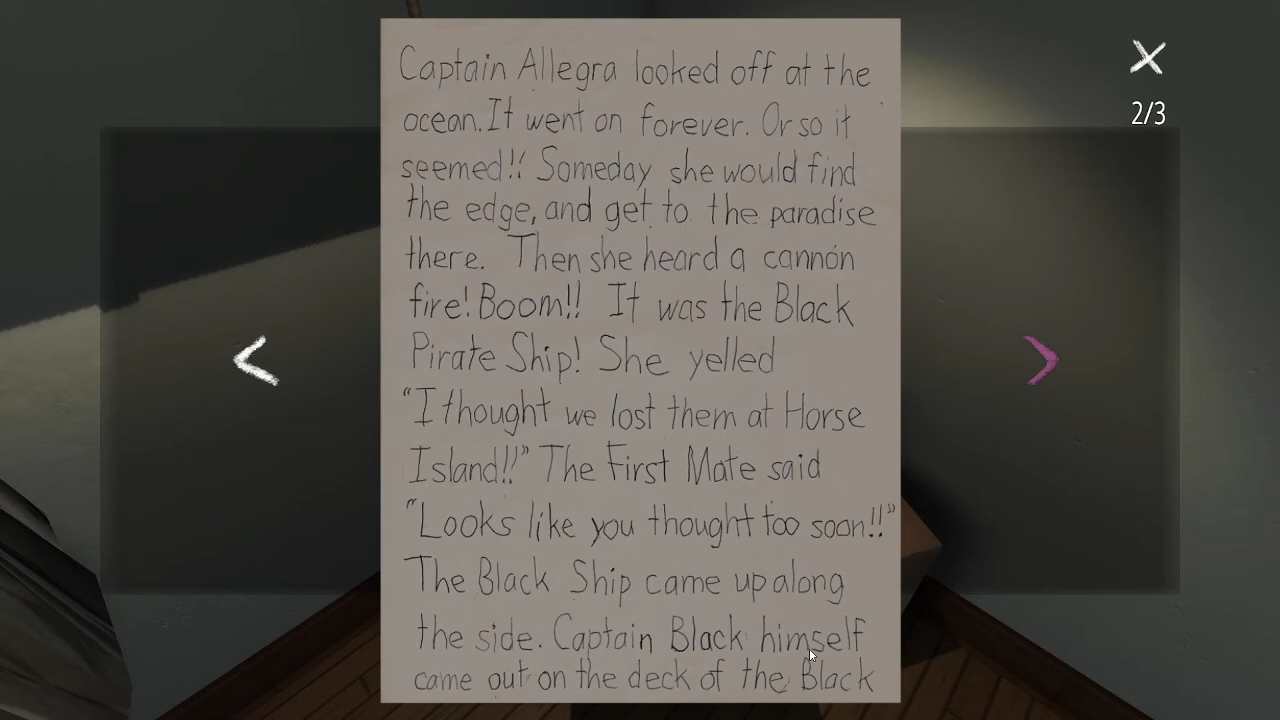 Captain Allegra looked off at the
ocean. It went on forever. Or so it
seemed!! Someday she would find
the edge, and get to the paradise
there. Then she heard a cannon
fire! Boom!! It was the Black
Pirate Ship! She yelled
"I thought we lost them at Horse
Island!!" The First Mate said
"Looks like you thought too soon!!"
The Black Ship came up along
the side. Captain Black himself
came out on the deck of the Black
2/3